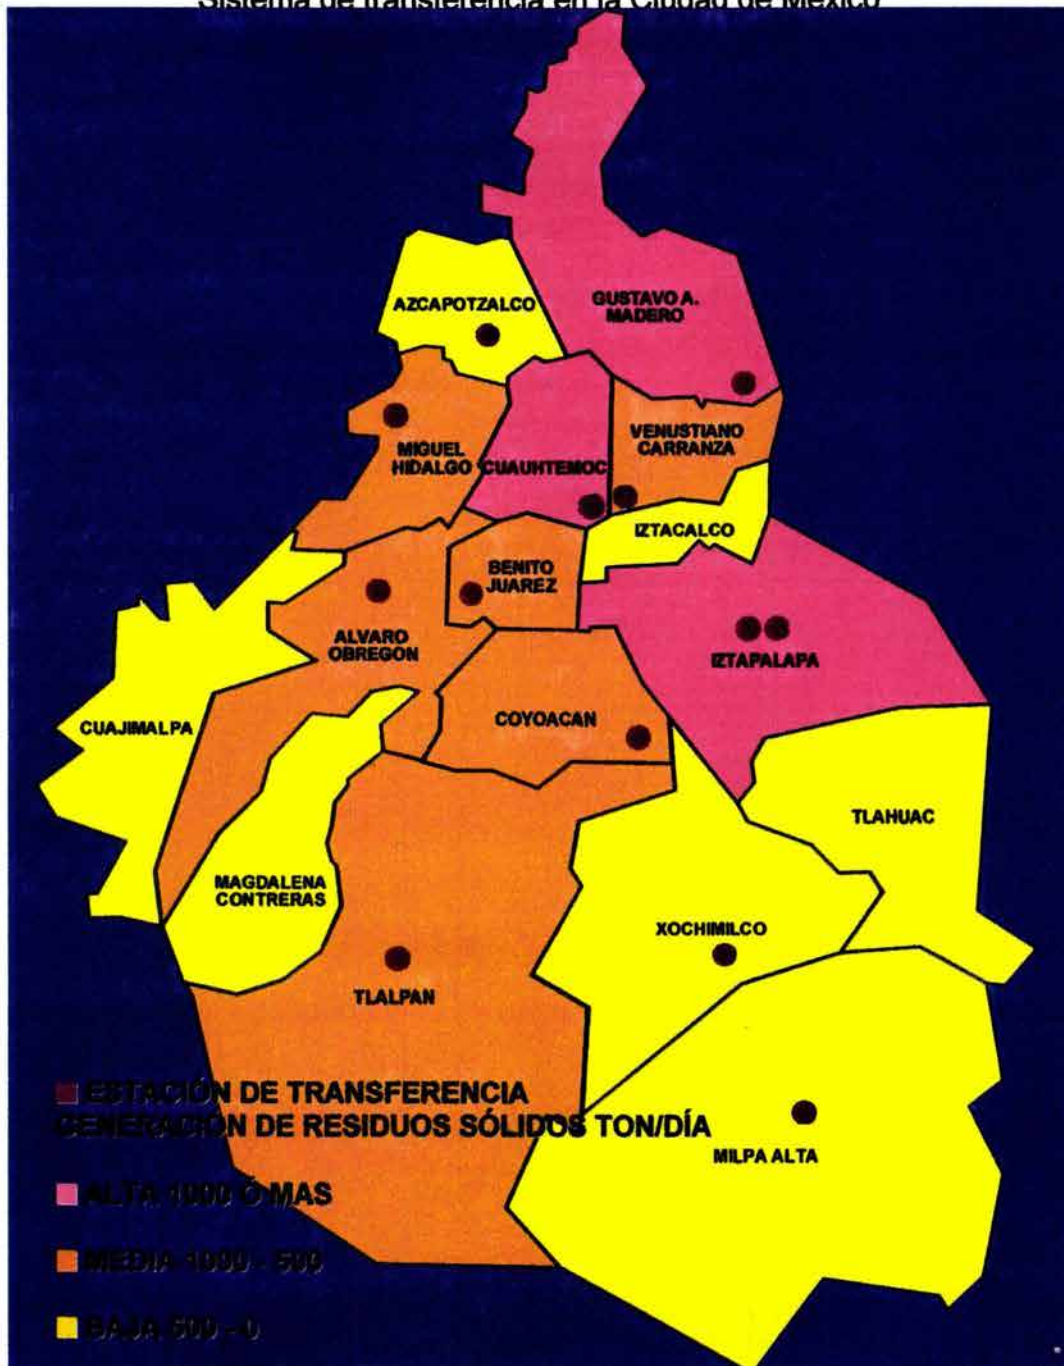 Sistema de transferencia en la Ciudad de México
AZCAPOTZALCO
GUSTAVO A.
MADERO
MIGUEL
HIDALGO
CUAUHTEMOC
VENUSTIANO
CARRANZA
IZTACALCO
BENITO
JUAREZ
ALVARO
OBREGON
IZTAPALAPA
COYOACAN
CUAJIMALPA
TLAHUAC
MAGDALENA
CONTRERAS
XOCHIMILCO
TLALPAN
MILPA ALTA
ESTACIÓN DE TRANSFERENCIA
GENERACIÓN DE RESIDUOS SÓLIDOS TON/DÍA
ALTA 1000 Ó MAS
MEDIA 1000 - 500
BAJA 500 - 0